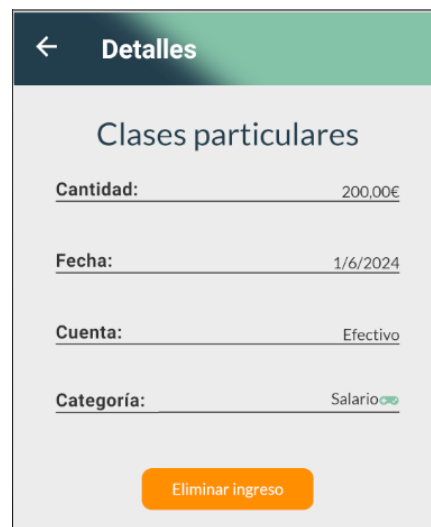 Detalles
Clases particulares
Cantidad: 200,00€
Fecha: 1/6/2024
Cuenta: Efectivo
Categoría: Salario
Eliminar ingreso